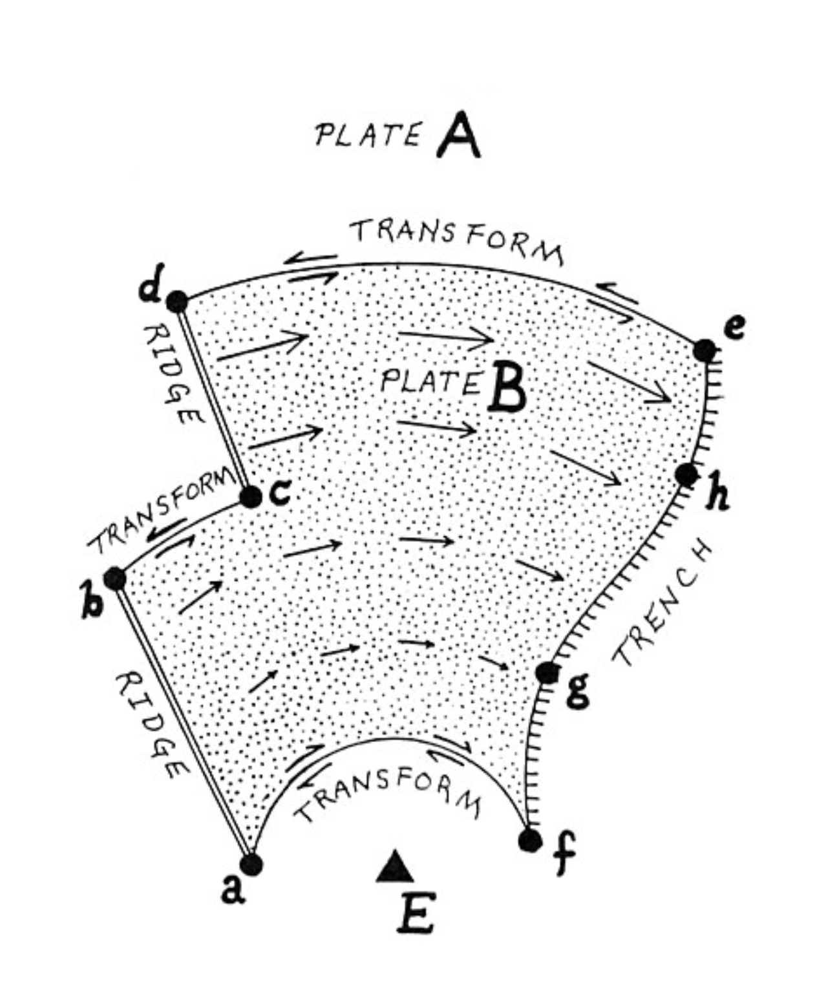 PLATE A
TRANSFORM
d
e
RIDGE
PLATE B
TRANSFORM
c
h
b
TRENCH
RIDGE
g
TRANSFORM
a
f
E